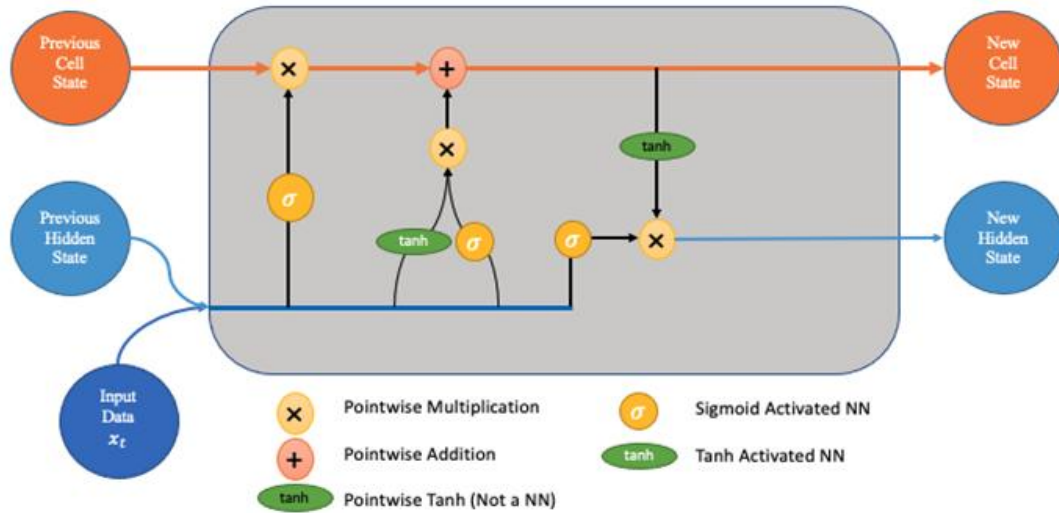 Previous
Cell
State
New
Cell
State
×
+
×
tanh
σ
Previous
Hidden
State
tanh
σ
σ
×
New
Hidden
State
Input
Data
xₜ
× Pointwise Multiplication
σ Sigmoid Activated NN
+ Pointwise Addition
tanh Tanh Activated NN
tanh Pointwise Tanh (Not a NN)